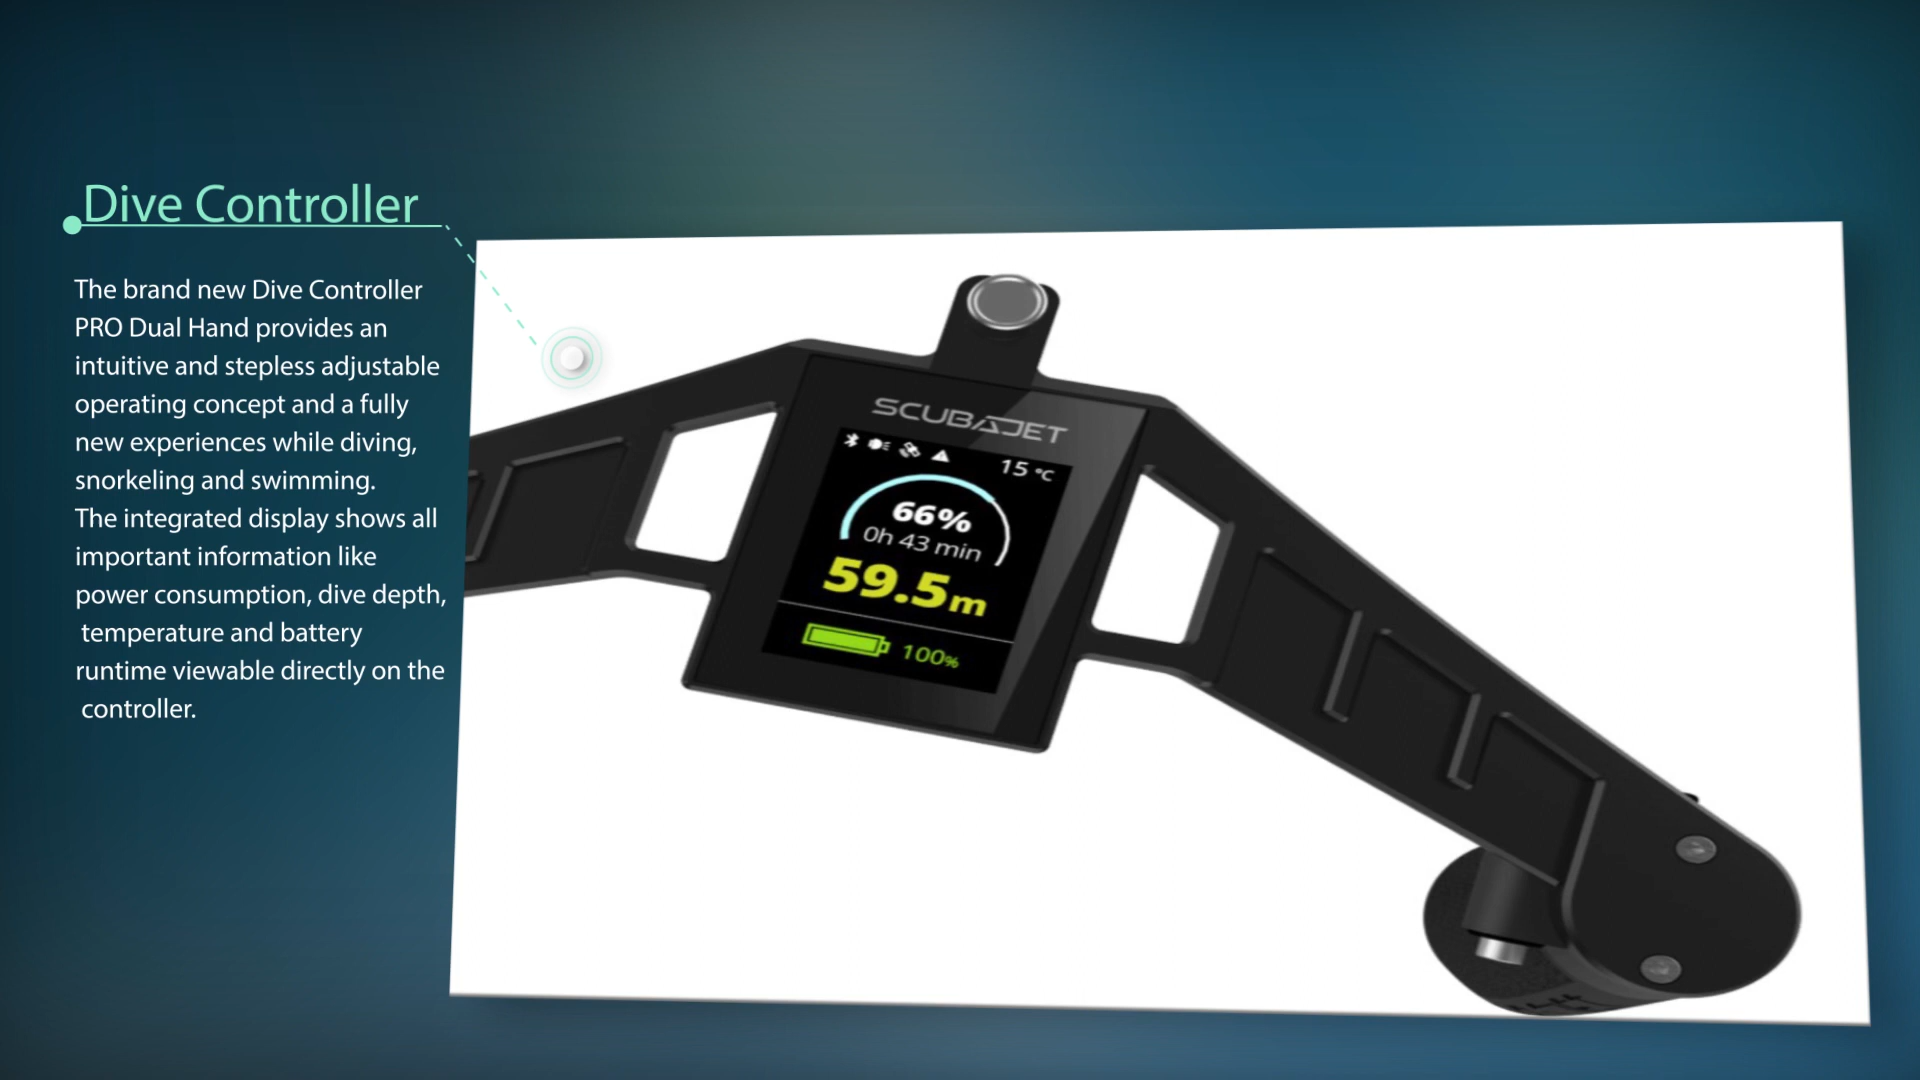 Dive Controller
The brand new Dive Controller
PRO Dual Hand provides an
intuitive and stepless adjustable
operating concept and a fully
new experiences while diving,
snorkeling and swimming.
The integrated display shows all
important information like
power consumption, dive depth,
temperature and battery
runtime viewable directly on the
controller.
SCUBAJET
15 °C
66%
0h 43 min
59.5m
100%